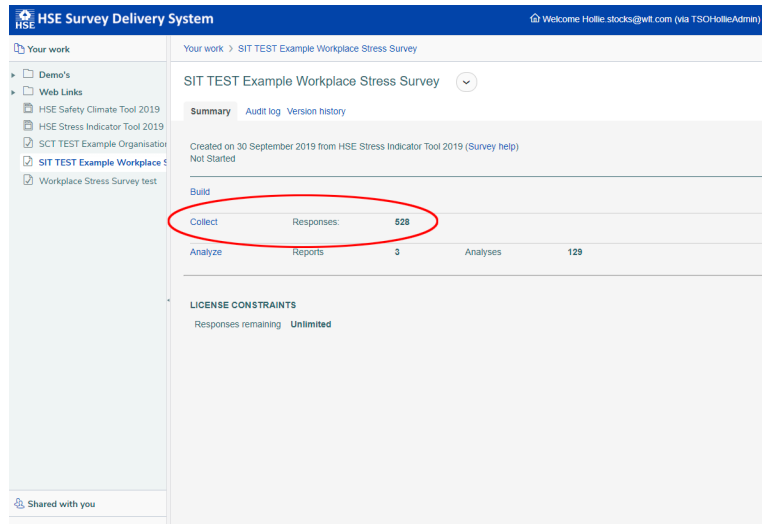 HSE HSE Survey Delivery System
Welcome Hollie.stocks@wlt.com (via TSOHollieAdmin)
Your work
Your work > SIT TEST Example Workplace Stress Survey
Demo's
Web Links
HSE Safety Climate Tool 2019
HSE Stress Indicator Tool 2019
SCT TEST Example Organisation
SIT TEST Example Workplace S
Workplace Stress Survey test
SIT TEST Example Workplace Stress Survey
Summary Audit log Version history
Created on 30 September 2019 from HSE Stress Indicator Tool 2019 (Survey help)
Not Started
Build
Collect Responses: 528
Analyze Reports 3 Analyses 129
LICENSE CONSTRAINTS
Responses remaining Unlimited
Shared with you